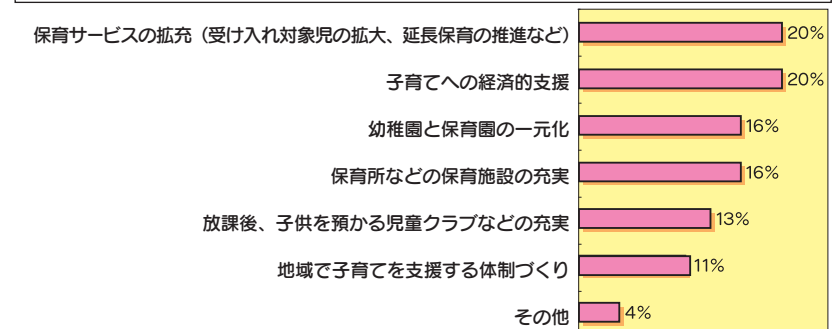 保育サービスの拡充（受け入れ対象児の拡大、延長保育の推進など） 20%
子育てへの経済的支援 20%
幼稚園と保育園の一元化 16%
保育所などの保育施設の充実 16%
放課後、子供を預かる児童クラブなどの充実 13%
地域で子育てを支援する体制づくり 11%
その他 4%